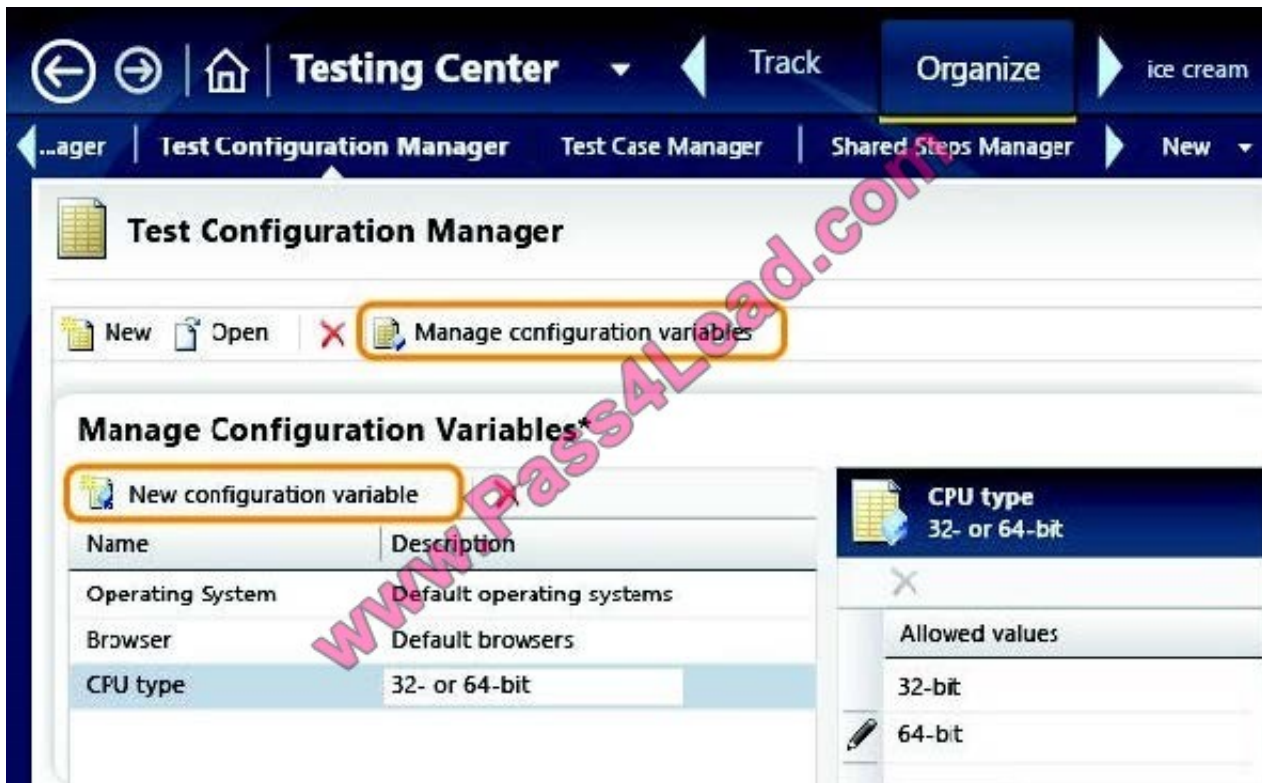 Testing Center
Track
Organize
ice cream
...ager
Test Configuration Manager
Test Case Manager
Shared Steps Manager
New
Test Configuration Manager
New
Open
Manage configuration variables
Manage Configuration Variables*
New configuration variable
Name
Description
Operating System
Default operating systems
Browser
Default browsers
CPU type
32- or 64-bit
CPU type
32- or 64-bit
Allowed values
32-bit
64-bit
www.Pass4Lead.com